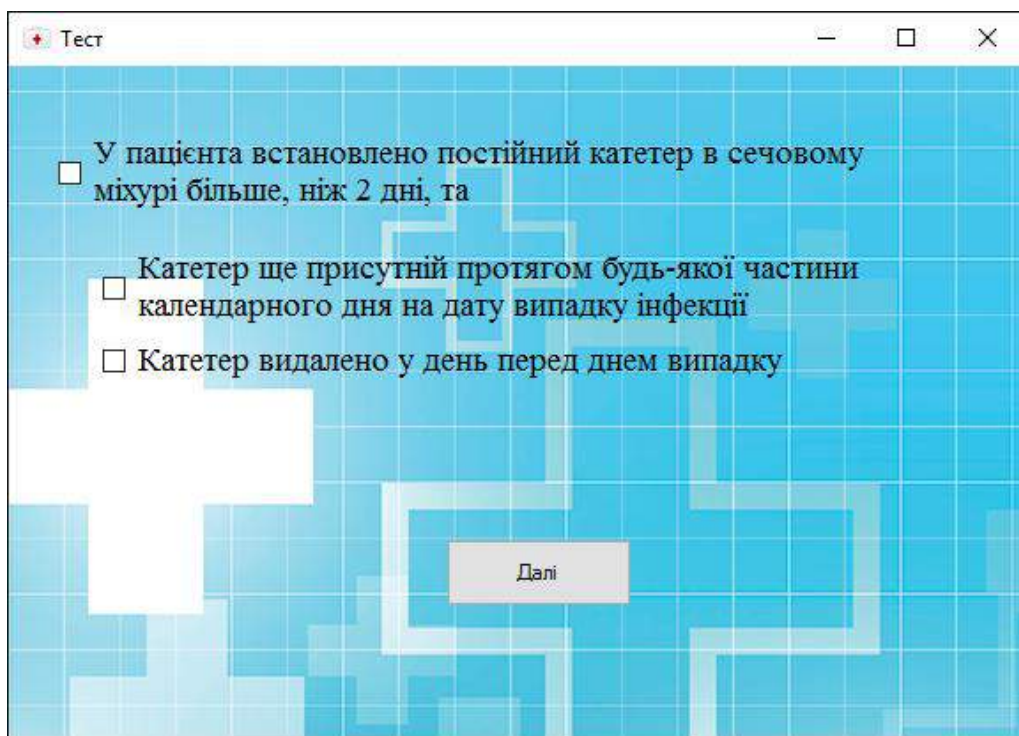 Тест
У пацієнта встановлено постійний катетер в сечовому
міхурі більше, ніж 2 дні, та
Катетер ще присутній протягом будь-якої частини
календарного дня на дату випадку інфекції
Катетер видалено у день перед днем випадку
Далі